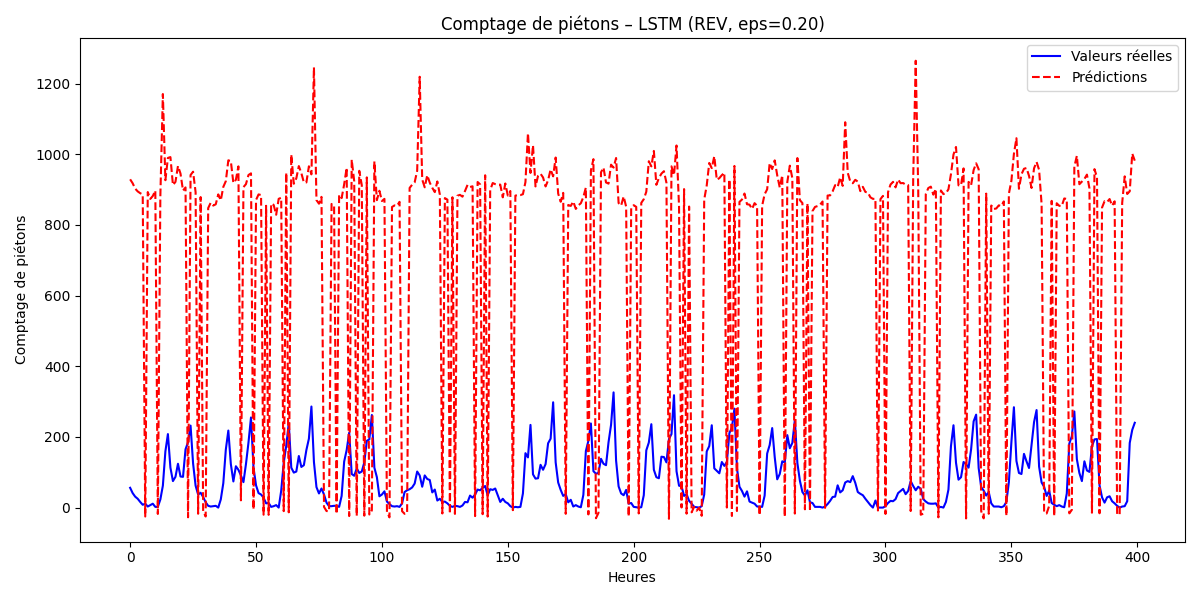 Comptage de piétons – LSTM (REV, eps=0.20)
Valeurs réelles
Prédictions
Comptage de piétons
1200
1000
800
600
400
200
0
0 50 100 150 200 250 300 350 400
Heures